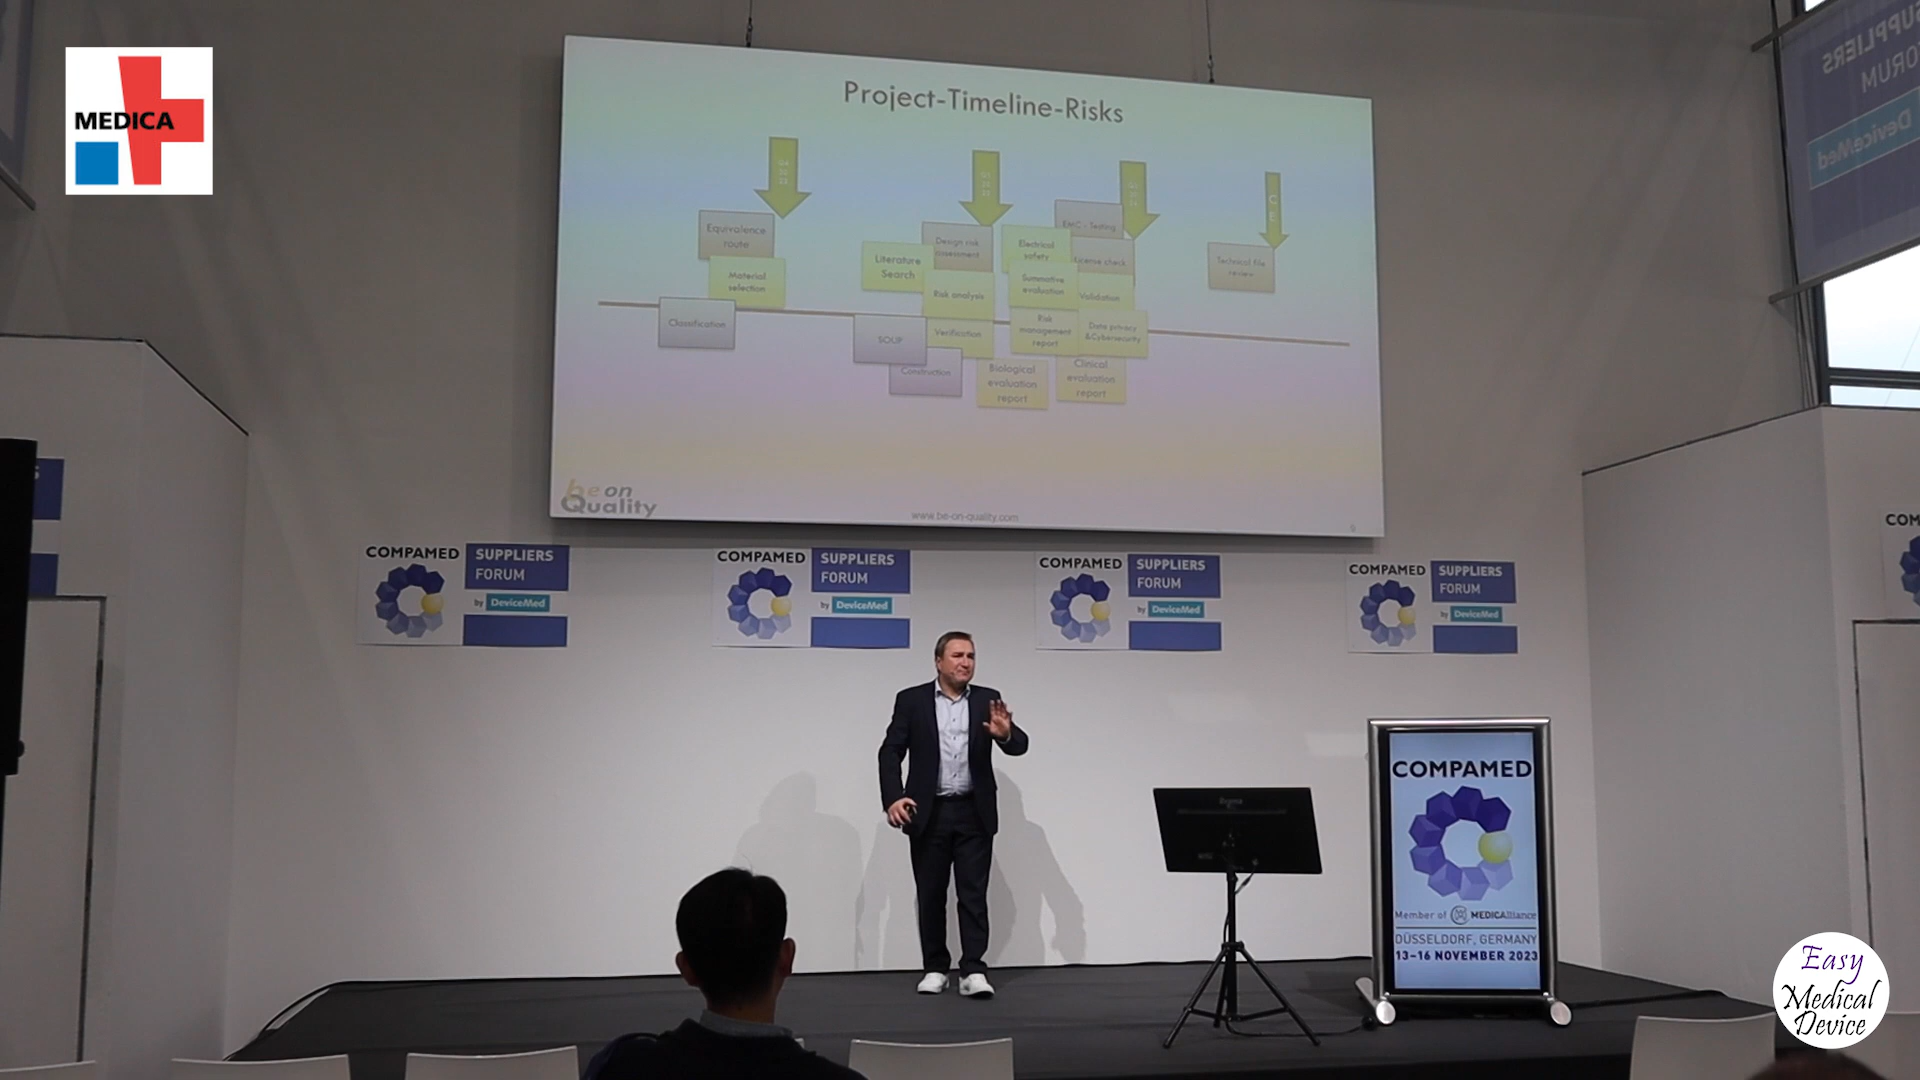 MEDICA
Project-Timeline-Risks
C
E
Equivalence
route
Material
selection
Classification
Literature
Search
Design risk
assessment
Risk analysis
SOUP
Verification
Construction
Electrical
safety
EMC - Testing
License check
Summative
evaluation
Validation
Risk
management
report
Data privacy
&Cybersecurity
Biological
evaluation
report
Clinical
evaluation
report
Technical file
review
be on
Quality
www.be-on-quality.com
SUPPLIERS
FORUM
DeviceMed
COMPAMED
SUPPLIERS
FORUM
by DeviceMed
COMPAMED
SUPPLIERS
FORUM
by DeviceMed
COMPAMED
SUPPLIERS
FORUM
by DeviceMed
COMPAMED
SUPPLIERS
FORUM
by DeviceMed
COM
COMPAMED
Member of MEDICAlliance
DÜSSELDORF, GERMANY
13–16 NOVEMBER 2023
Easy
Medical
Device